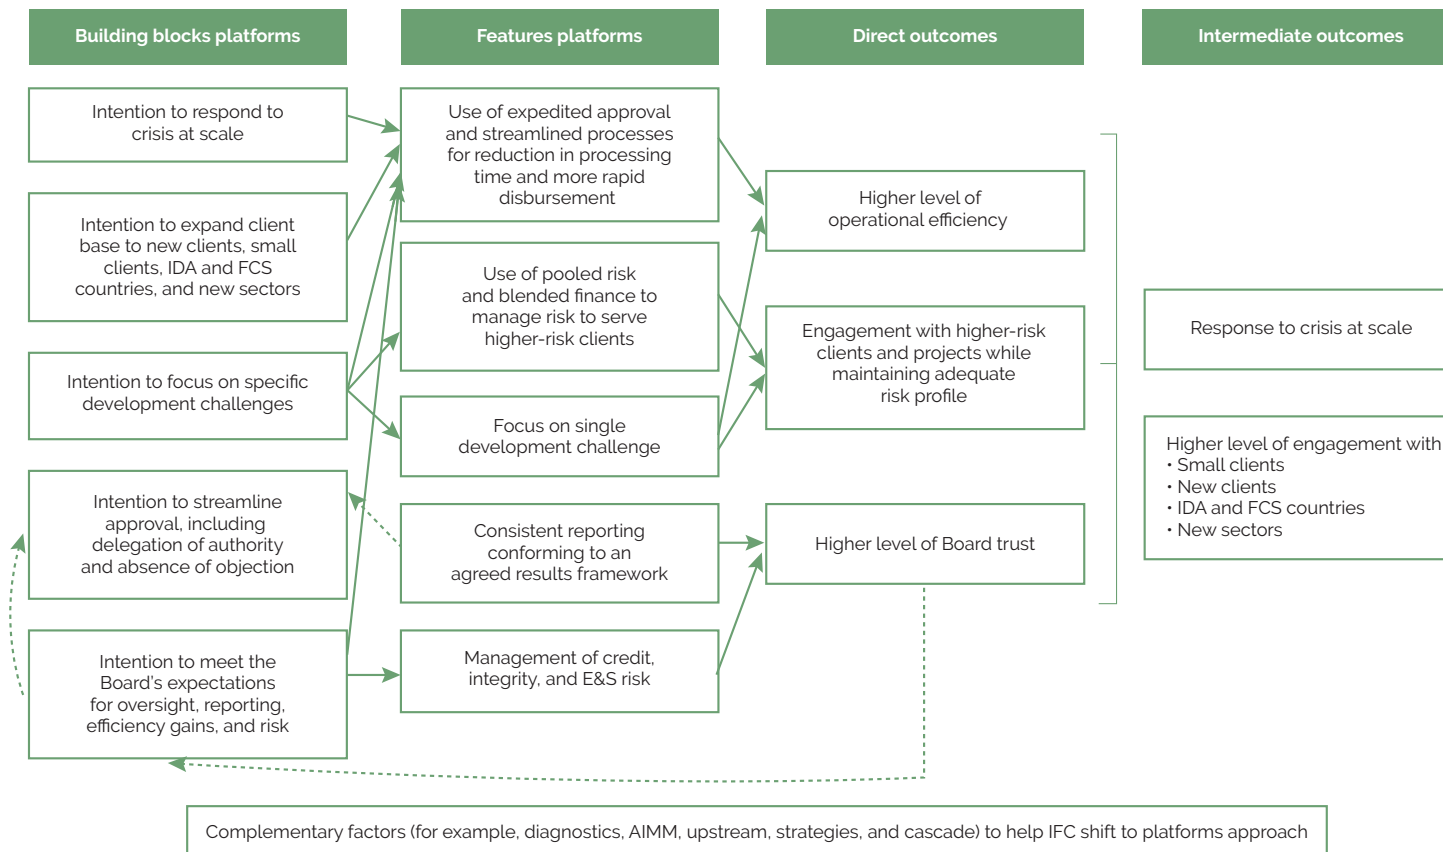 Building blocks platforms
Features platforms
Direct outcomes
Intermediate outcomes
Intention to respond to
crisis at scale
Intention to expand client
base to new clients, small
clients, IDA and FCS
countries, and new sectors
Intention to focus on specific
development challenges
Intention to streamline
approval, including
delegation of authority
and absence of objection
Intention to meet the
Board's expectations
for oversight, reporting,
efficiency gains, and risk
Use of expedited approval
and streamlined processes
for reduction in processing
time and more rapid
disbursement
Use of pooled risk
and blended finance to
manage risk to serve
higher-risk clients
Focus on single
development challenge
Consistent reporting
conforming to an
agreed results framework
Management of credit,
integrity, and E&S risk
Higher level of
operational efficiency
Engagement with higher-risk
clients and projects while
maintaining adequate
risk profile
Higher level of Board trust
Response to crisis at scale
Higher level of engagement with
• Small clients
• New clients
• IDA and FCS countries
• New sectors
Complementary factors (for example, diagnostics, AIMM, upstream, strategies, and cascade) to help IFC shift to platforms approach